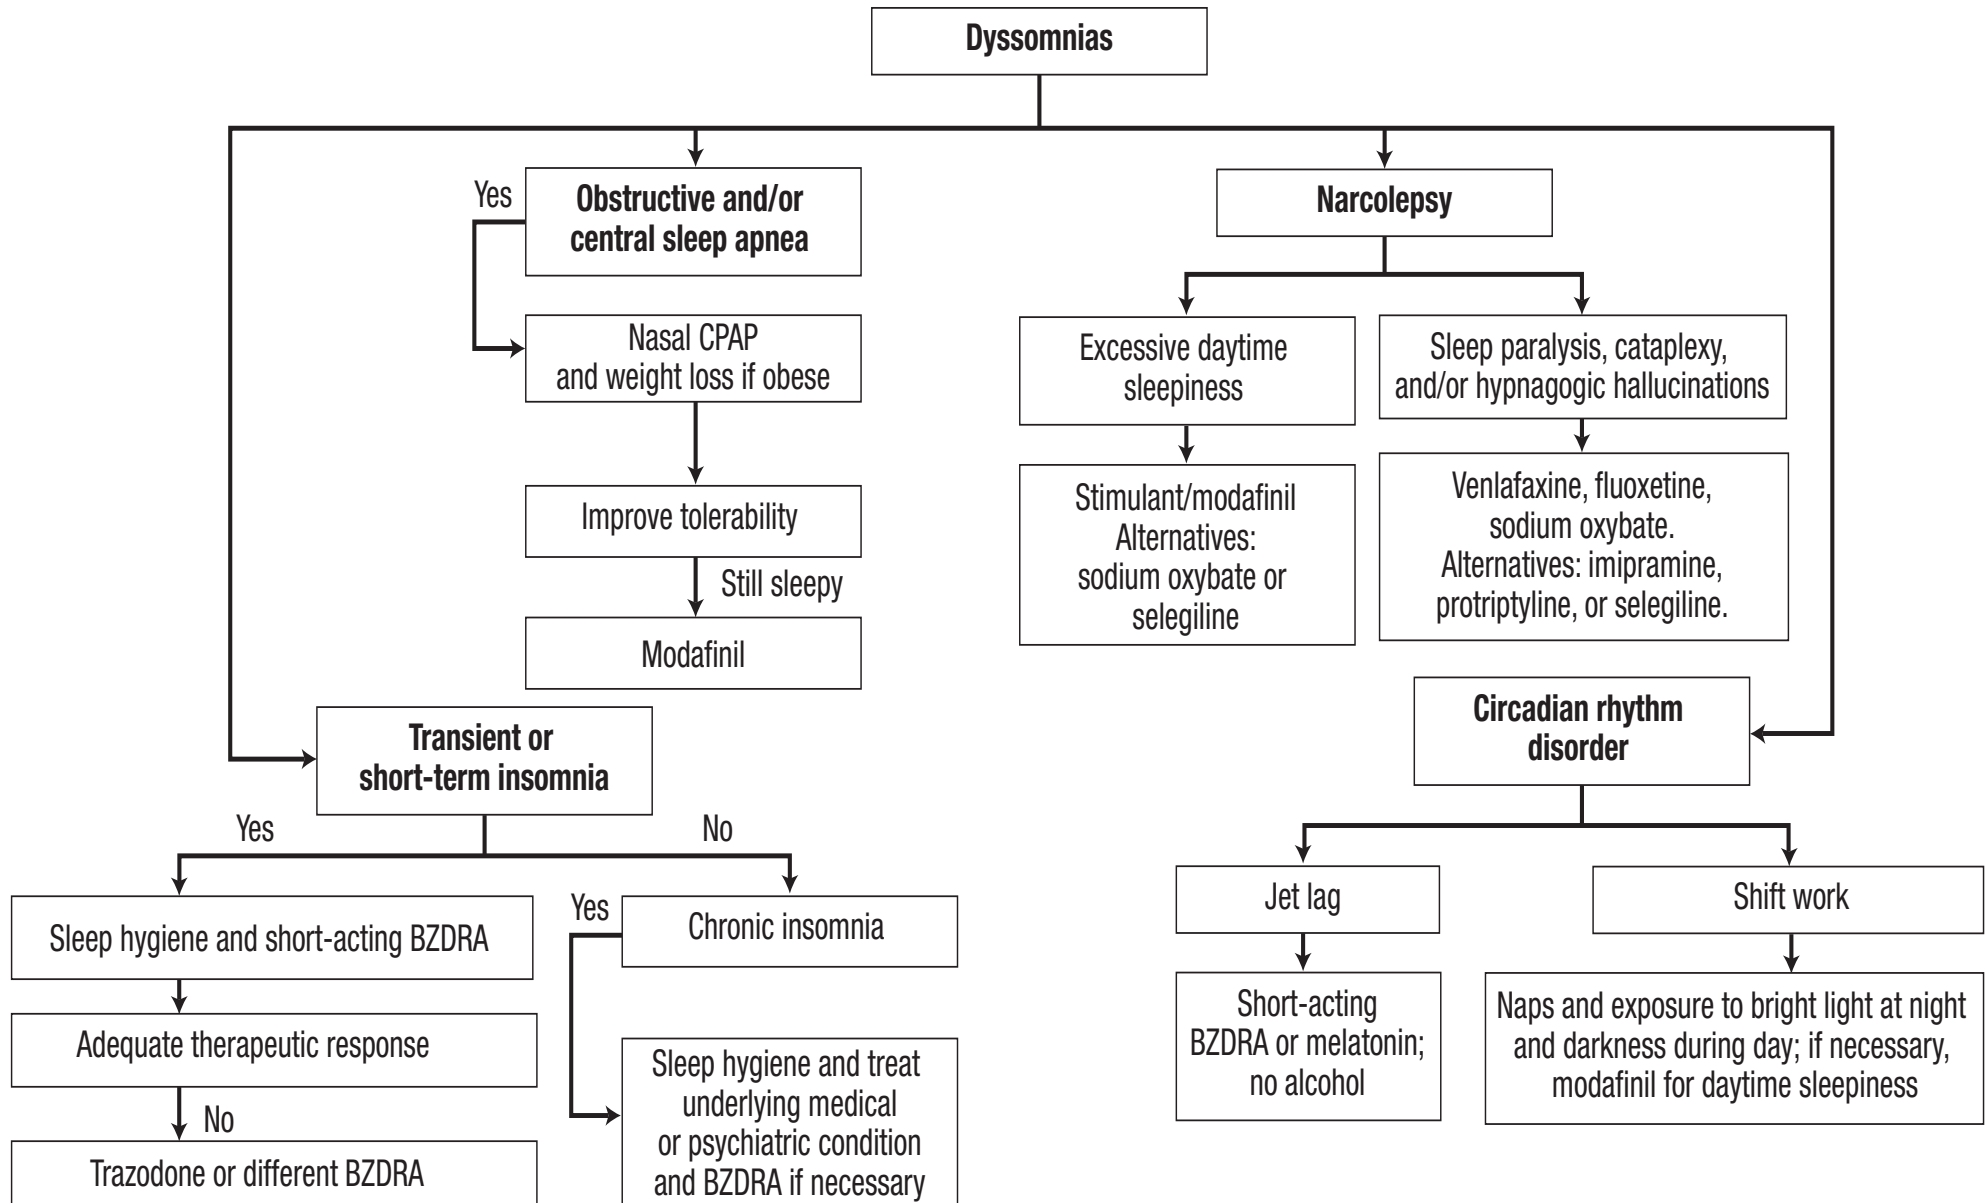 Dyssomnias
Yes
Obstructive and/or
central sleep apnea
Nasal CPAP
and weight loss if obese
Improve tolerability
Still sleepy
Modafinil
Narcolepsy
Excessive daytime
sleepiness
Stimulant/modafinil
Alternatives:
sodium oxybate or
selegiline
Sleep paralysis, cataplexy,
and/or hypnagogic hallucinations
Venlafaxine, fluoxetine,
sodium oxybate.
Alternatives: imipramine,
protriptyline, or selegiline.
Transient or
short-term insomnia
Yes
No
Sleep hygiene and short-acting BZDRA
Adequate therapeutic response
No
Trazodone or different BZDRA
Yes
Chronic insomnia
Sleep hygiene and treat
underlying medical
or psychiatric condition
and BZDRA if necessary
Circadian rhythm
disorder
Jet lag
Short-acting
BZDRA or melatonin;
no alcohol
Shift work
Naps and exposure to bright light at night
and darkness during day; if necessary,
modafinil for daytime sleepiness